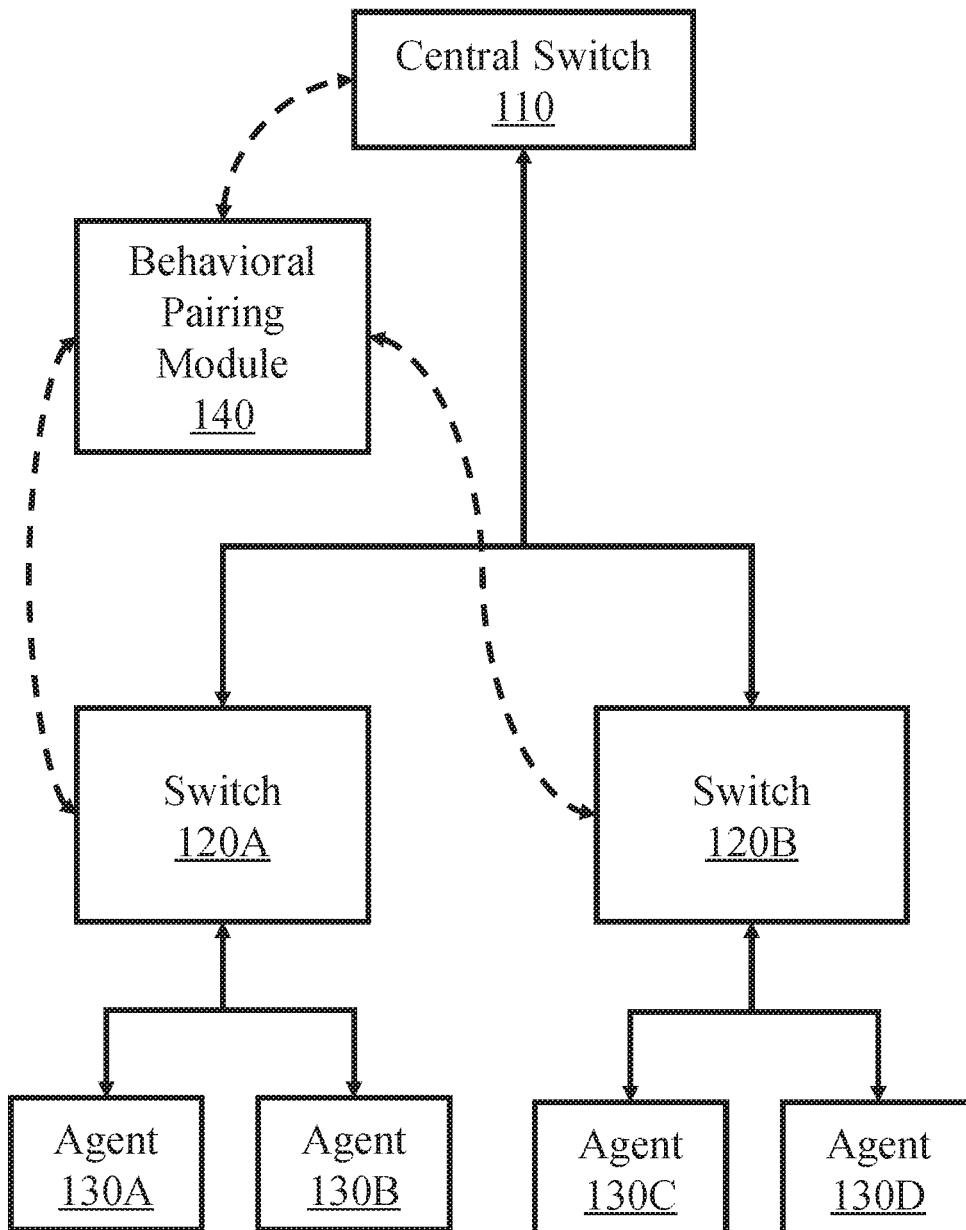 Central Switch
110
Behavioral
Pairing
Module
140
Switch
120A
Switch
120B
Agent
130A
Agent
130B
Agent
130C
Agent
130D